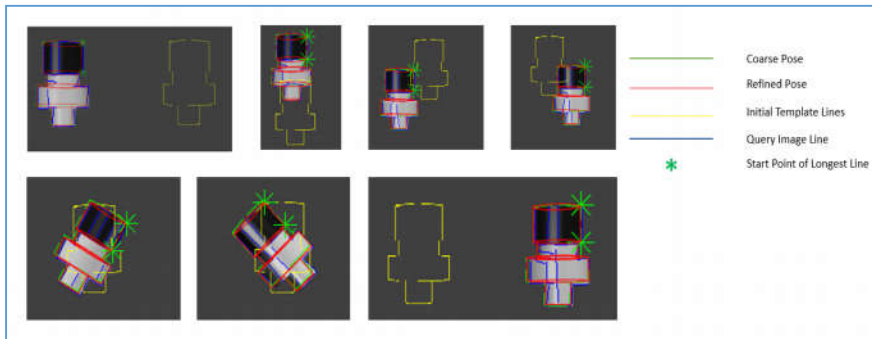 Coarse Pose
Refined Pose
Initial Template Lines
Query Image Line
Start Point of Longest Line